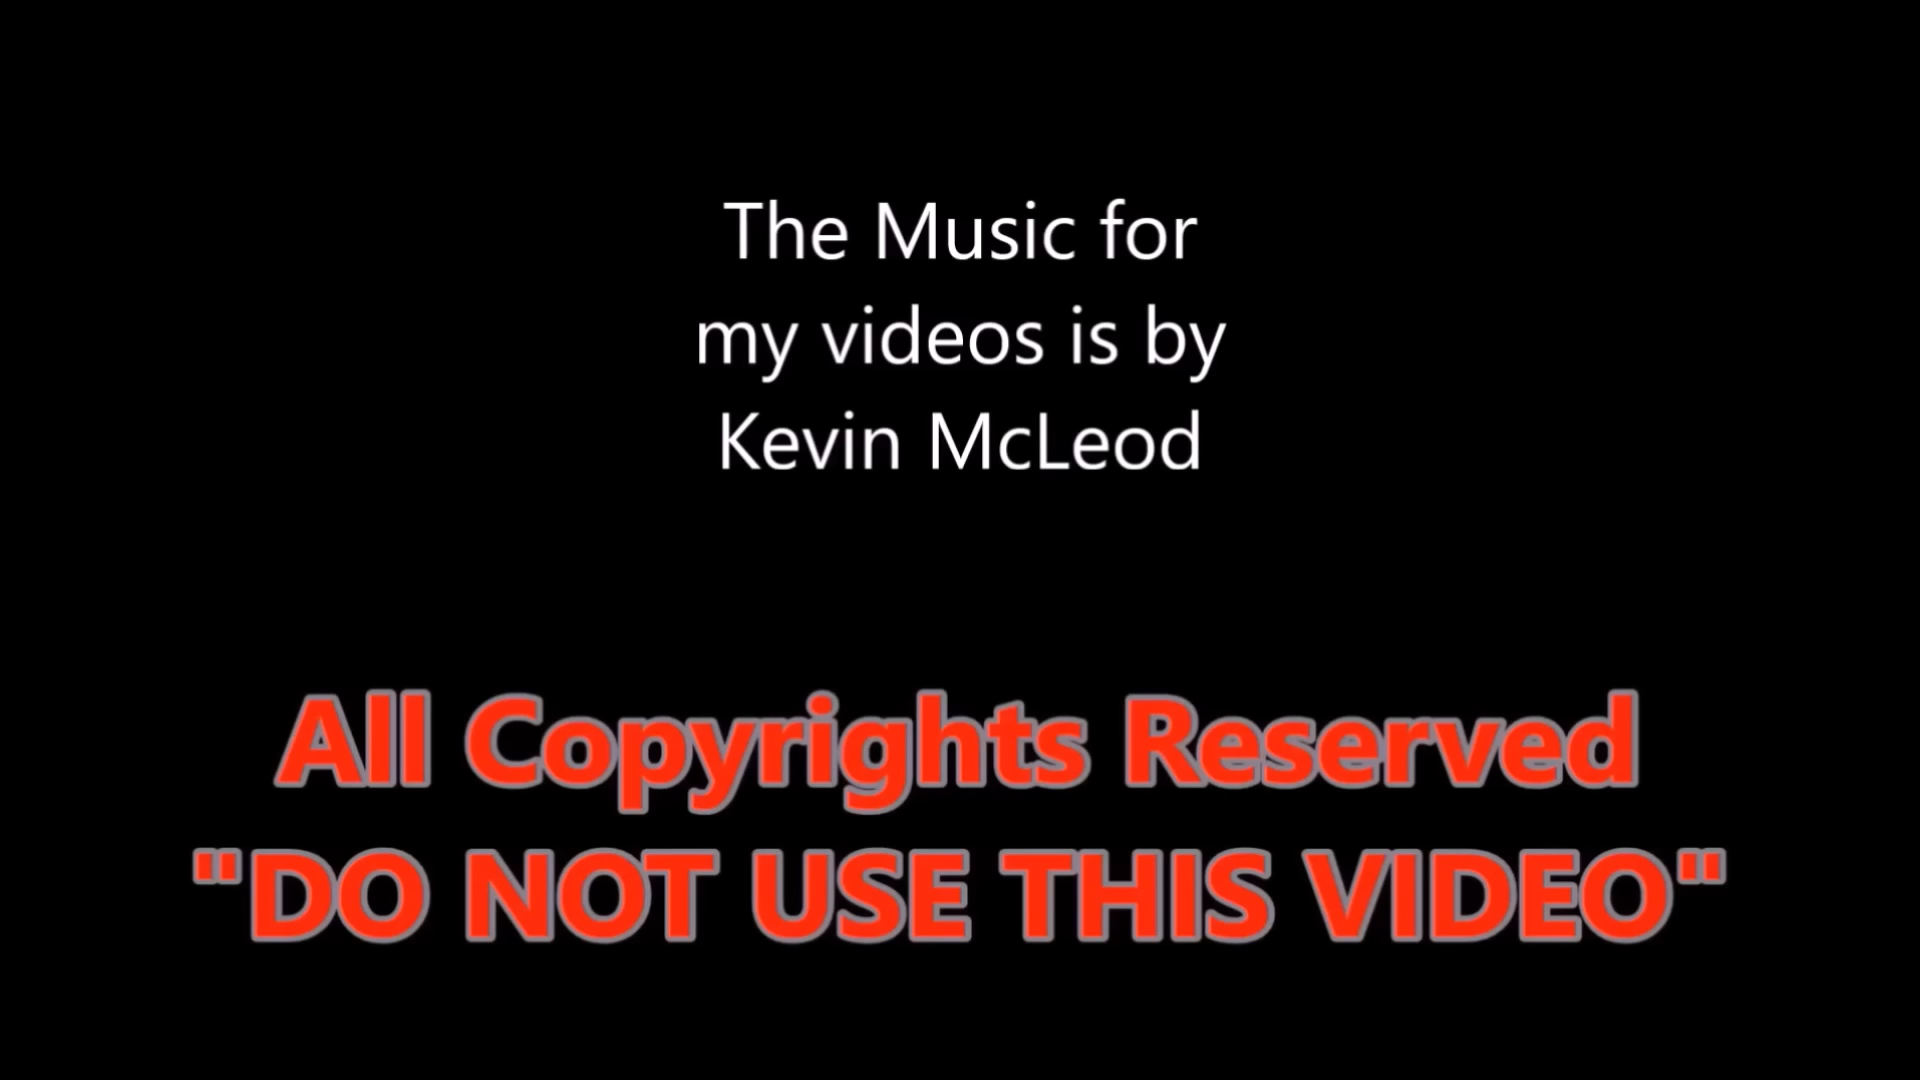 The Music for
my videos is by
Kevin McLeod
All Copyrights Reserved
"DO NOT USE THIS VIDEO"